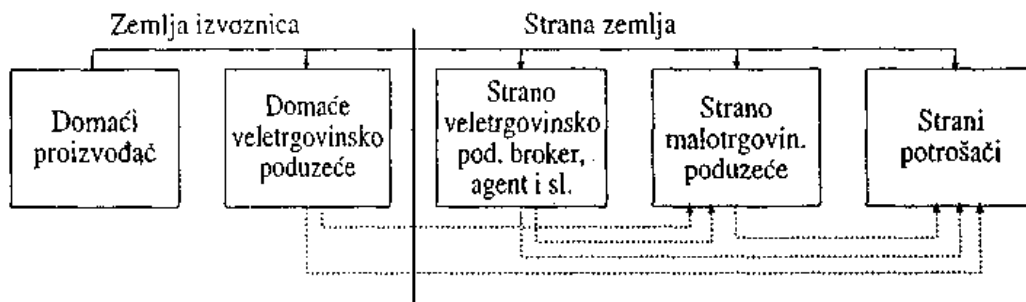 Zemlja izvoznica
Strana zemlja
Domaći
proizvođač
Domaće
veletrgovinsko
poduzeće
Strano
veletrgovinsko
pod. broker,
agent i sl.
Strano
malotrgovin.
poduzeće
Strani
potrošači